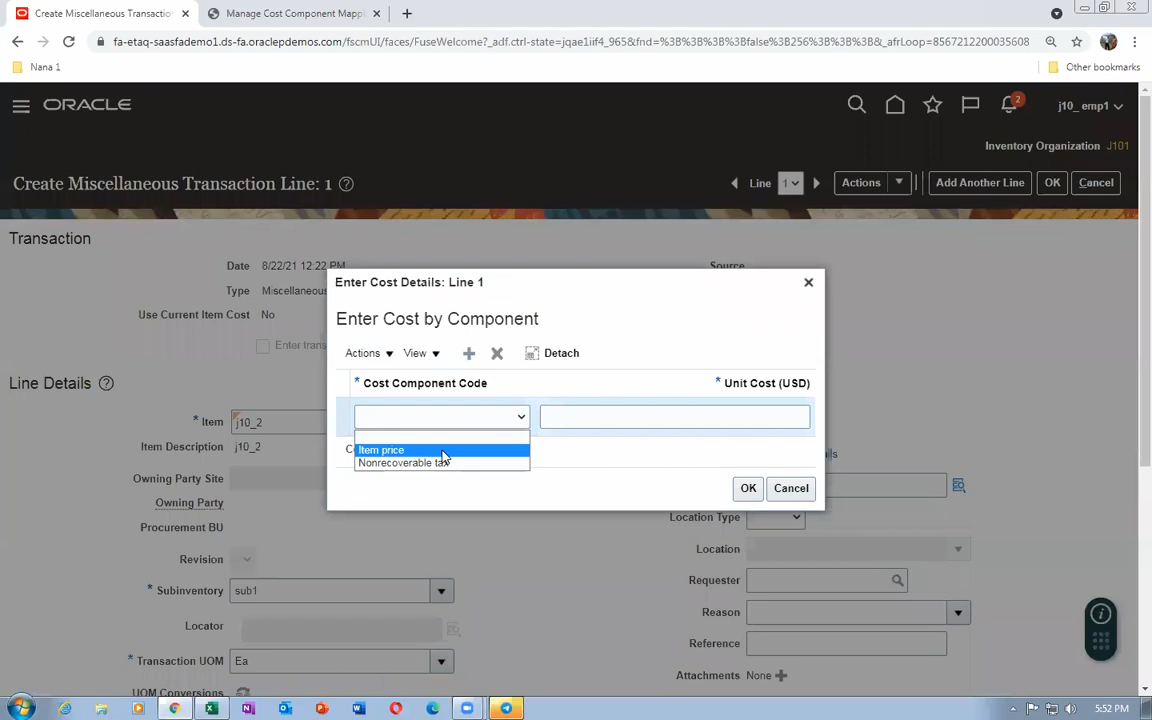 Create Miscellaneous Transactio
Manage Cost Component Mapp
fa-etaq-saasfademo1.ds-fa.oraclepdemos.com/fscmUI/faces/FuseWelcome?_adf.ctrl-state=jqae1iif4_965&fnd=%3B%3B%3B%3Bfalse%3B256%3B%3B%3B&_afrLoop=8567212200035608
Nana 1
Other bookmarks
ORACLE
2
j10_ emp1
Inventory Organization J101
Create Miscellaneous Transaction Line: 1
Line 1
Actions
Add Another Line
OK
Cancel
Transaction
Date 8/22/21 12:22 PM
Source
Type Miscellaneous
Use Current Item Cost No
Enter trans
Line Details
* Item j10_2
Item Description j10_2
Owning Party Site
Owning Party
Procurement BU
Revision
* Subinventory sub1
Locator
* Transaction UOM Ea
UOM Conversions
Enter Cost Details: Line 1
Enter Cost by Component
Actions View Detach
* Cost Component Code * Unit Cost (USD)
Item price
Nonrecoverable tax
OK Cancel
Location Type
Location
Requester
Reason
Reference
Attachments None
5:52 PM